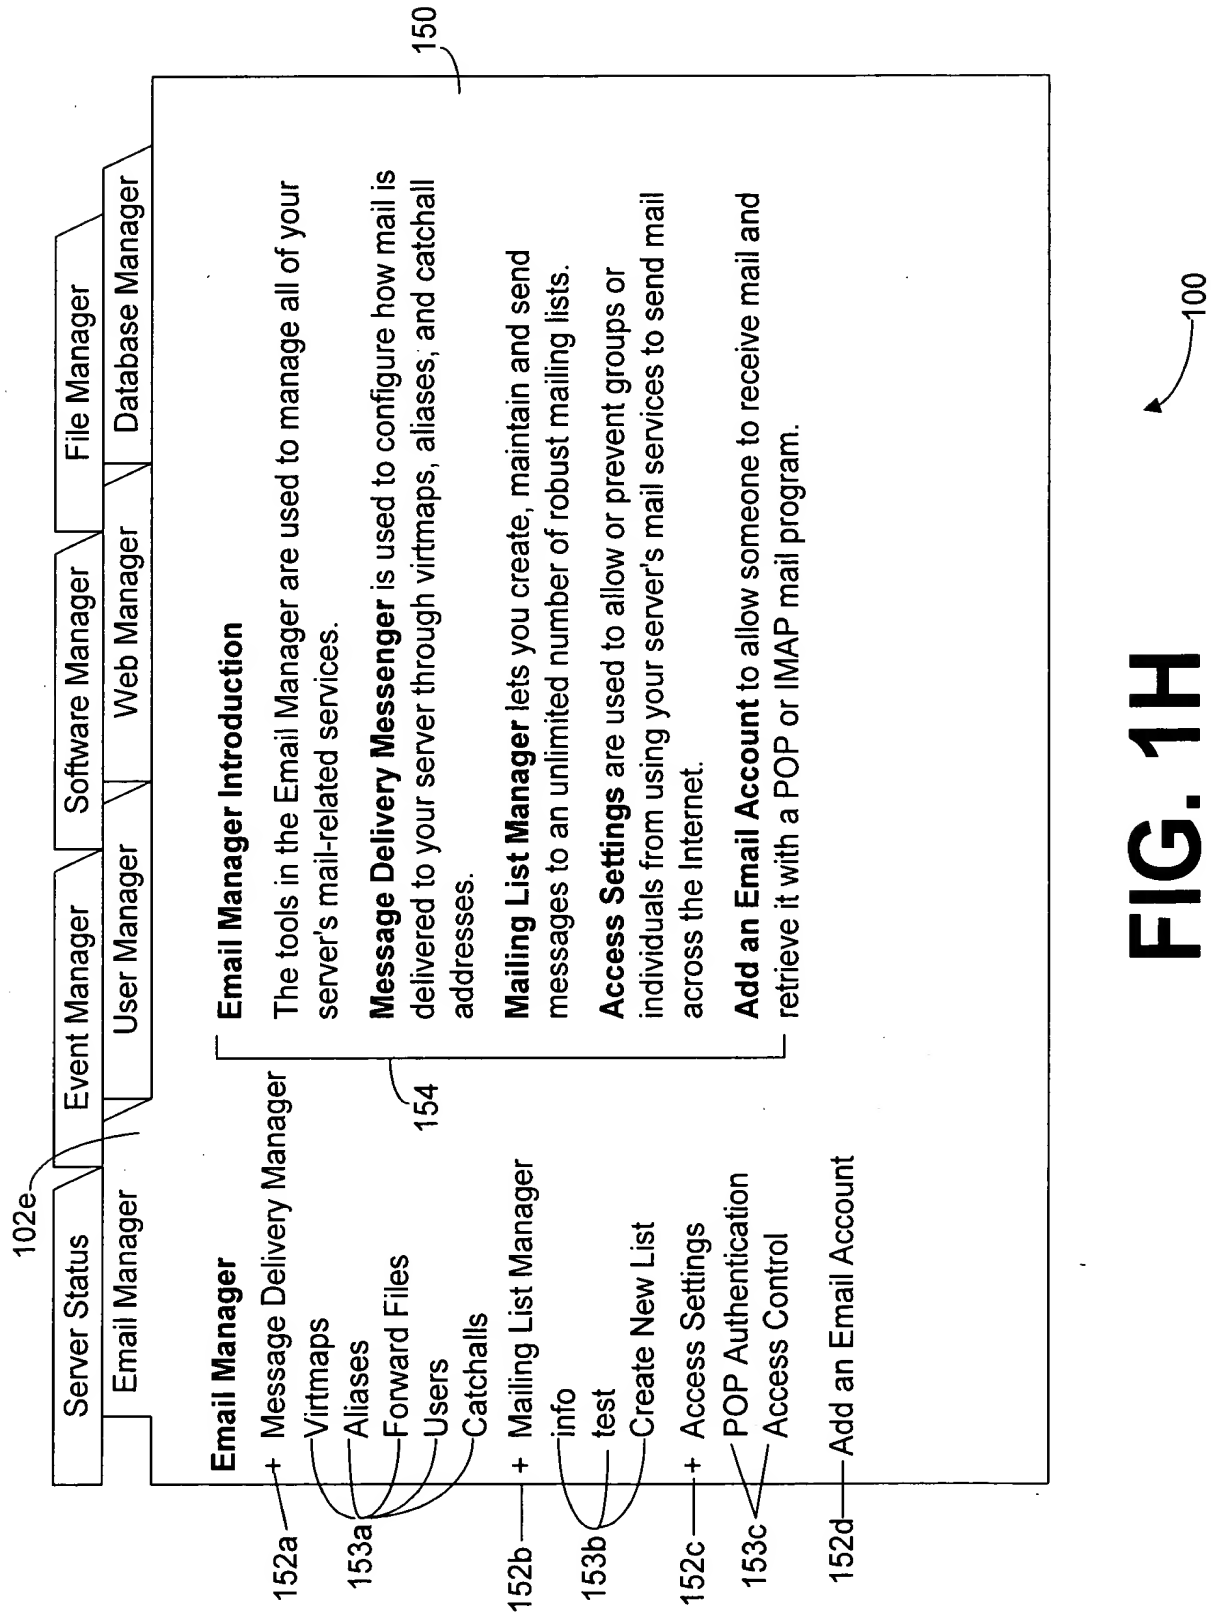 102e
Server Status
Event Manager
Software Manager
File Manager
Email Manager
User Manager
Web Manager
Database Manager
150
Email Manager
152a
+ Message Delivery Manager
153a
Virtmaps
Aliases
Forward Files
Users
Catchalls
152b
+ Mailing List Manager
153b
info
test
Create New List
152c
+ Access Settings
153c
POP Authentication
Access Control
152d
Add an Email Account
154
Email Manager Introduction
The tools in the Email Manager are used to manage all of your
server's mail-related services.
Message Delivery Messenger is used to configure how mail is
delivered to your server through virtmaps, aliases, and catchall
addresses.
Mailing List Manager lets you create, maintain and send
messages to an unlimited number of robust mailing lists.
Access Settings are used to allow or prevent groups or
individuals from using your server's mail services to send mail
across the Internet.
Add an Email Account to allow someone to receive mail and
retrieve it with a POP or IMAP mail program.
100
FIG. 1H